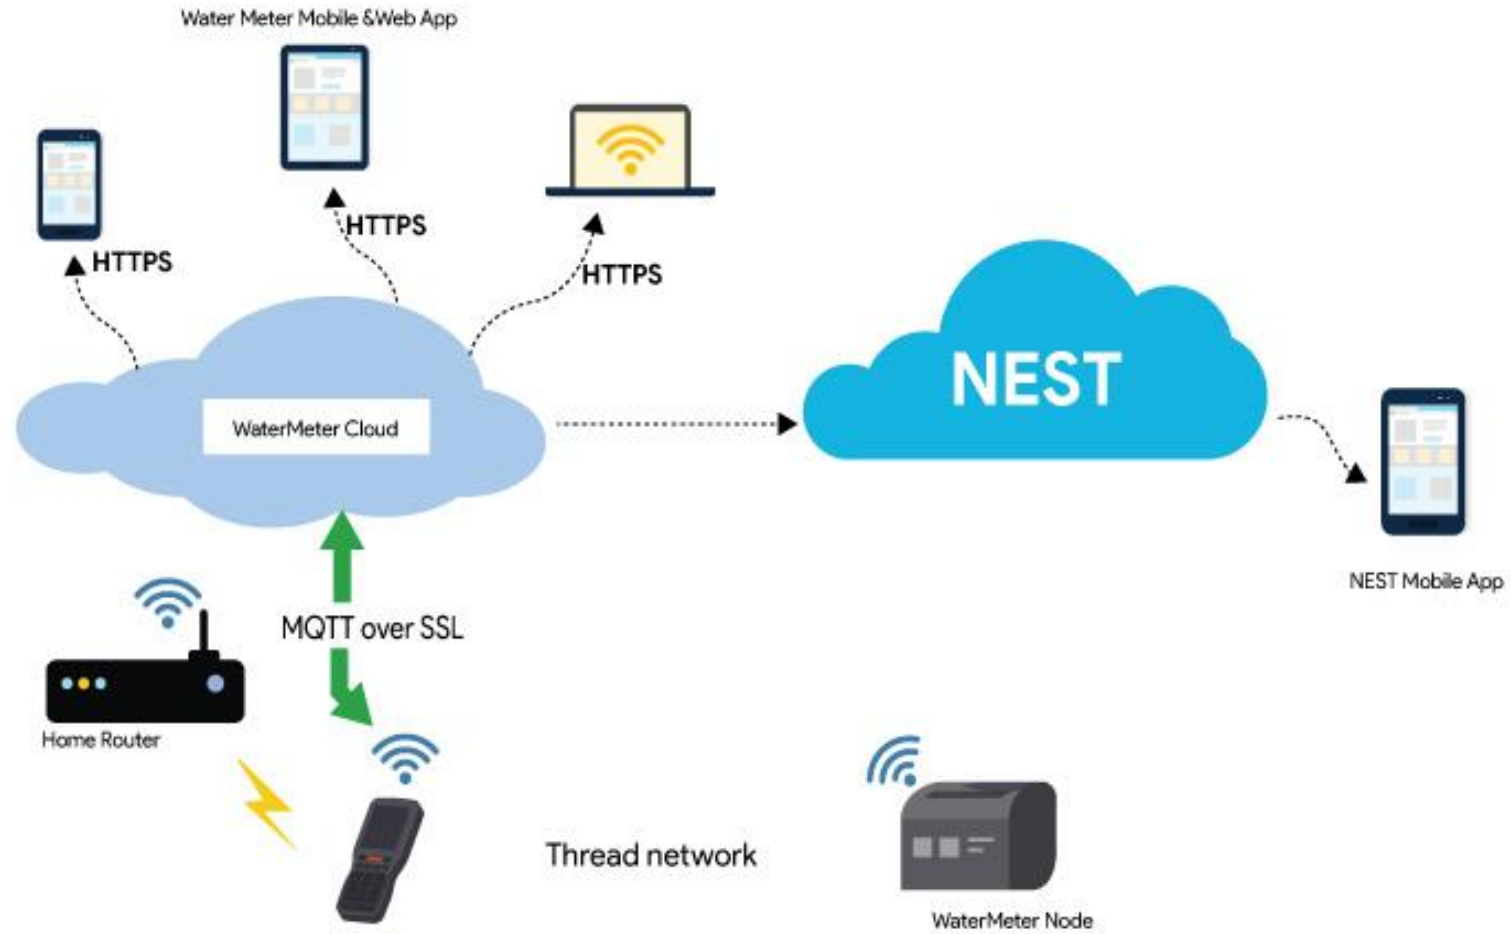 Water Meter Mobile &Web App
HTTPS
HTTPS
HTTPS
WaterMeter Cloud
NEST
NEST Mobile App
MQTT over SSL
Home Router
Thread network
WaterMeter Node